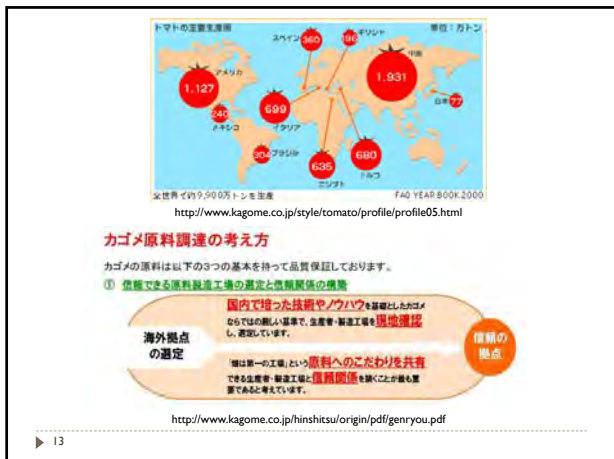 トマトの主要生産国
単位:万トン
スペイン 360
196 ギリシャ
中国
1,931
アメリカ
1,127
699
イタリア
240
メキシコ
日本 77
304 ブラジル
635
エジプト
680
トルコ
全世界で約9,900万トンを生産
FAO YEAR BOOK 2000
http://www.kagome.co.jp/style/tomato/profile/profile05.html
カゴメ原料調達の考え方
カゴメの原料は以下の3つの基本を持って品質保証しております。
① 信頼できる原料製造工場の選定と信頼関係の構築
海外拠点
の選定
国内で培った技術やノウハウを基礎としたカゴメ
ならではの厳しい基準で、生産者・製造工場を現地確認
し、選定しています。
「畑は第一の工場」という原料へのこだわりを共有
できる生産者・製造工場と信頼関係を築くことが最も重
要であると考えています。
信頼の
拠点
http://www.kagome.co.jp/hinshitsu/origin/pdf/genryou.pdf
13